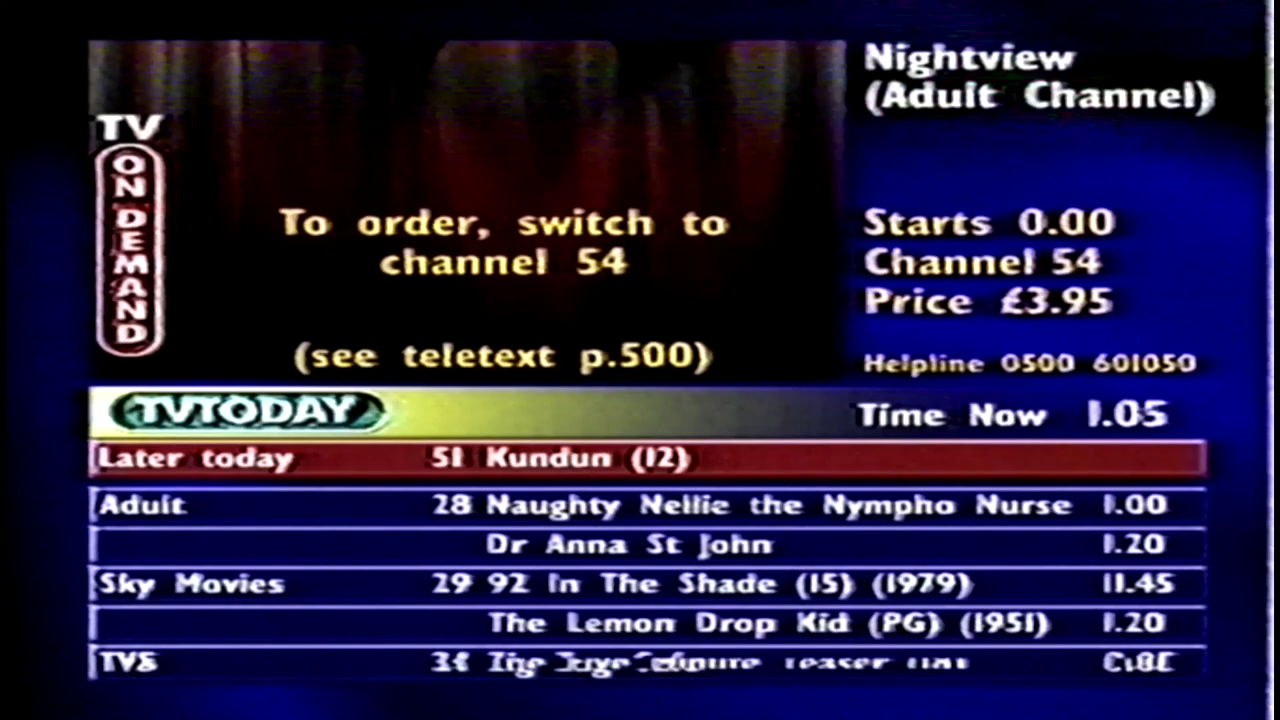 Nightview
(Adult Channel)
TV
ON DEMAND
To order, switch to
channel 54
(see teletext p.500)
Starts 0.00
Channel 54
Price £3.95
Helpline 0500 601050
TVTODAY
Time Now 1.05
Later today 51 Kundun (12)
Adult 28 Naughty Nellie the Nympho Nurse 1.00
Dr Anna St John 1.20
Sky Movies 29 92 In The Shade (15) (1979) 11.45
The Lemon Drop Kid (PG) (1951) 1.20